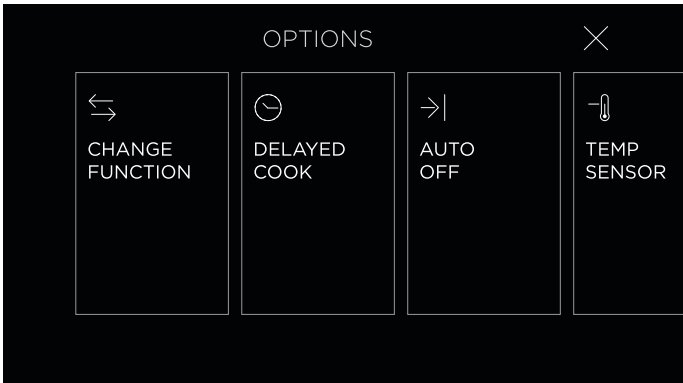 OPTIONS
CHANGE
FUNCTION
DELAYED
COOK
AUTO
OFF
TEMP
SENSOR